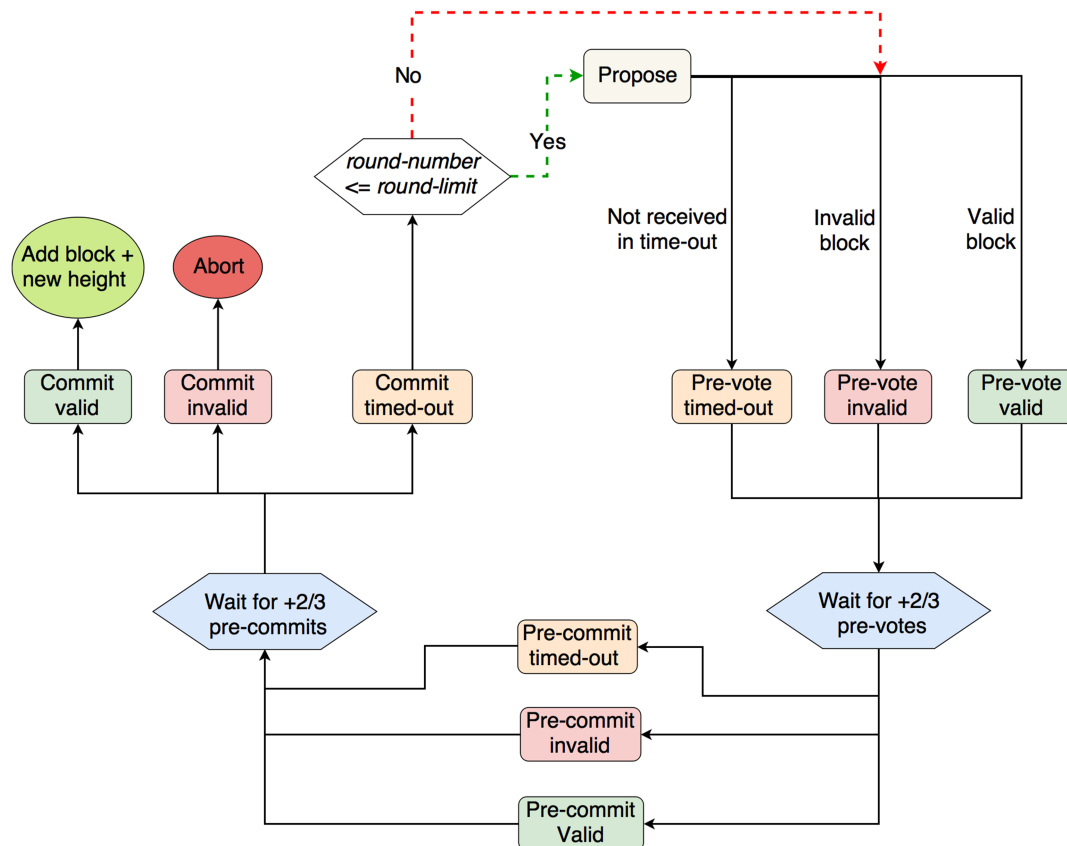 No
Propose
Yes
round-number
<= round-limit
Not received
in time-out
Invalid
block
Valid
block
Add block +
new height
Abort
Commit
valid
Commit
invalid
Commit
timed-out
Pre-vote
timed-out
Pre-vote
invalid
Pre-vote
valid
Wait for +2/3
pre-commits
Wait for +2/3
pre-votes
Pre-commit
timed-out
Pre-commit
invalid
Pre-commit
Valid